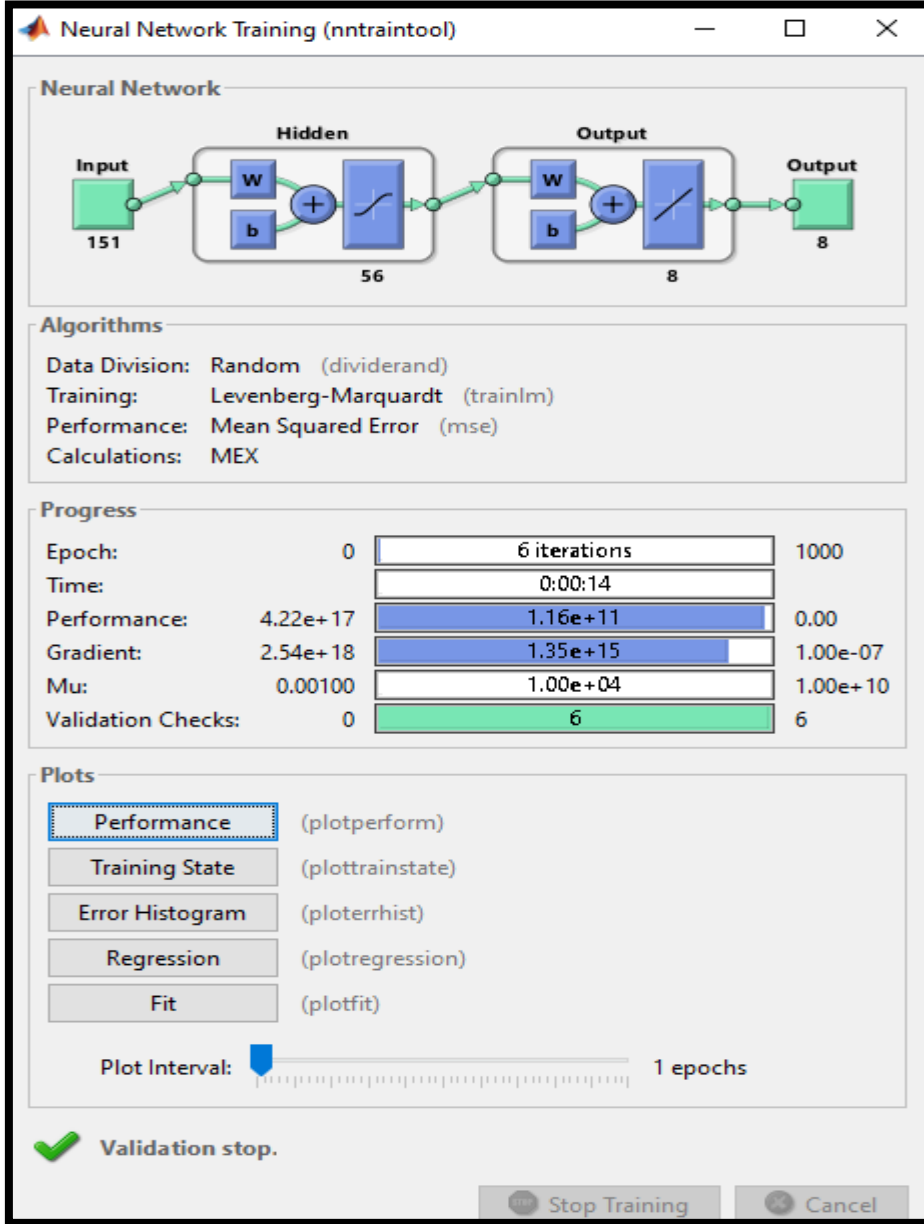 Neural Network Training (nntraintool)
Neural Network
Hidden Output
Input Output
W W
+ +
b b
151 8
56 8
Algorithms
Data Division: Random (dividerand)
Training: Levenberg-Marquardt (trainlm)
Performance: Mean Squared Error (mse)
Calculations: MEX
Progress
Epoch: 0 6 iterations 1000
Time: 0:00:14
Performance: 4.22e+17 1.16e+11 0.00
Gradient: 2.54e+18 1.35e+15 1.00e-07
Mu: 0.00100 1.00e+04 1.00e+10
Validation Checks: 0 6 6
Plots
Performance (plotperform)
Training State (plottrainstate)
Error Histogram (ploterrhist)
Regression (plotregression)
Fit (plotfit)
Plot Interval: 1 epochs
Validation stop.
Stop Training Cancel